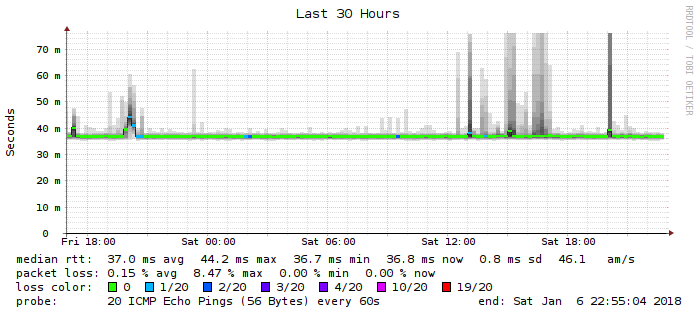 Last 30 Hours
RRDTOOL / TOBI OETIKER
Seconds
70 m
60 m
50 m
40 m
30 m
20 m
10 m
0
Fri 18:00 Sat 00:00 Sat 06:00 Sat 12:00 Sat 18:00
median rtt: 37.0 ms avg 44.2 ms max 36.7 ms min 36.8 ms now 0.8 ms sd 46.1 am/s
packet loss: 0.15 % avg 8.47 % max 0.00 % min 0.00 % now
loss color: 0 1/20 2/20 3/20 4/20 10/20 19/20
probe: 20 ICMP Echo Pings (56 Bytes) every 60s end: Sat Jan 6 22:55:04 2018